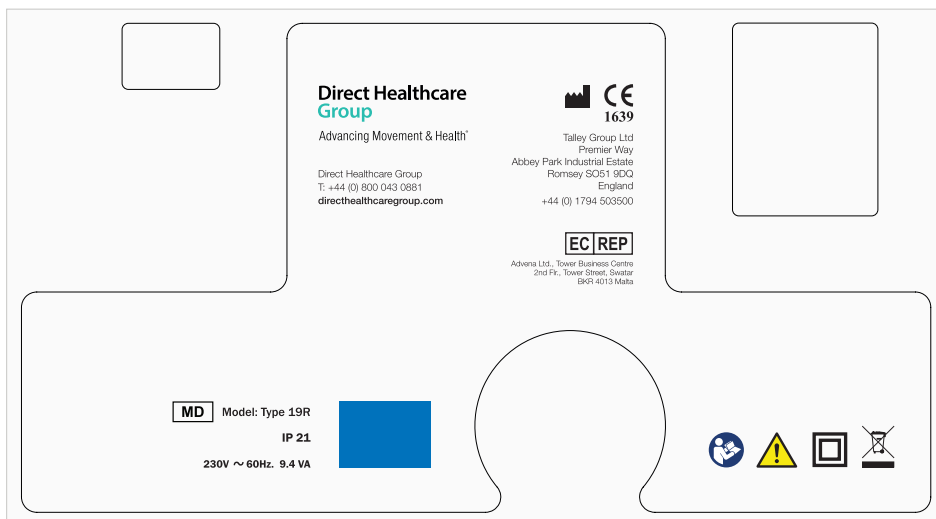 Direct Healthcare
Group
Advancing Movement & Health
Direct Healthcare Group
T: +44 (0) 800 043 0881
directhealthcaregroup.com
CE
1639
Talley Group Ltd
Premier Way
Abbey Park Industrial Estate
Romsey SO51 9DQ
England
+44 (0) 1794 503500
EC REP
Advena Ltd., Tower Business Centre
2nd Flr., Tower Street, Swatar
BKR 4013 Malta
MD Model: Type 19R
IP 21
230V ~ 60Hz. 9.4 VA